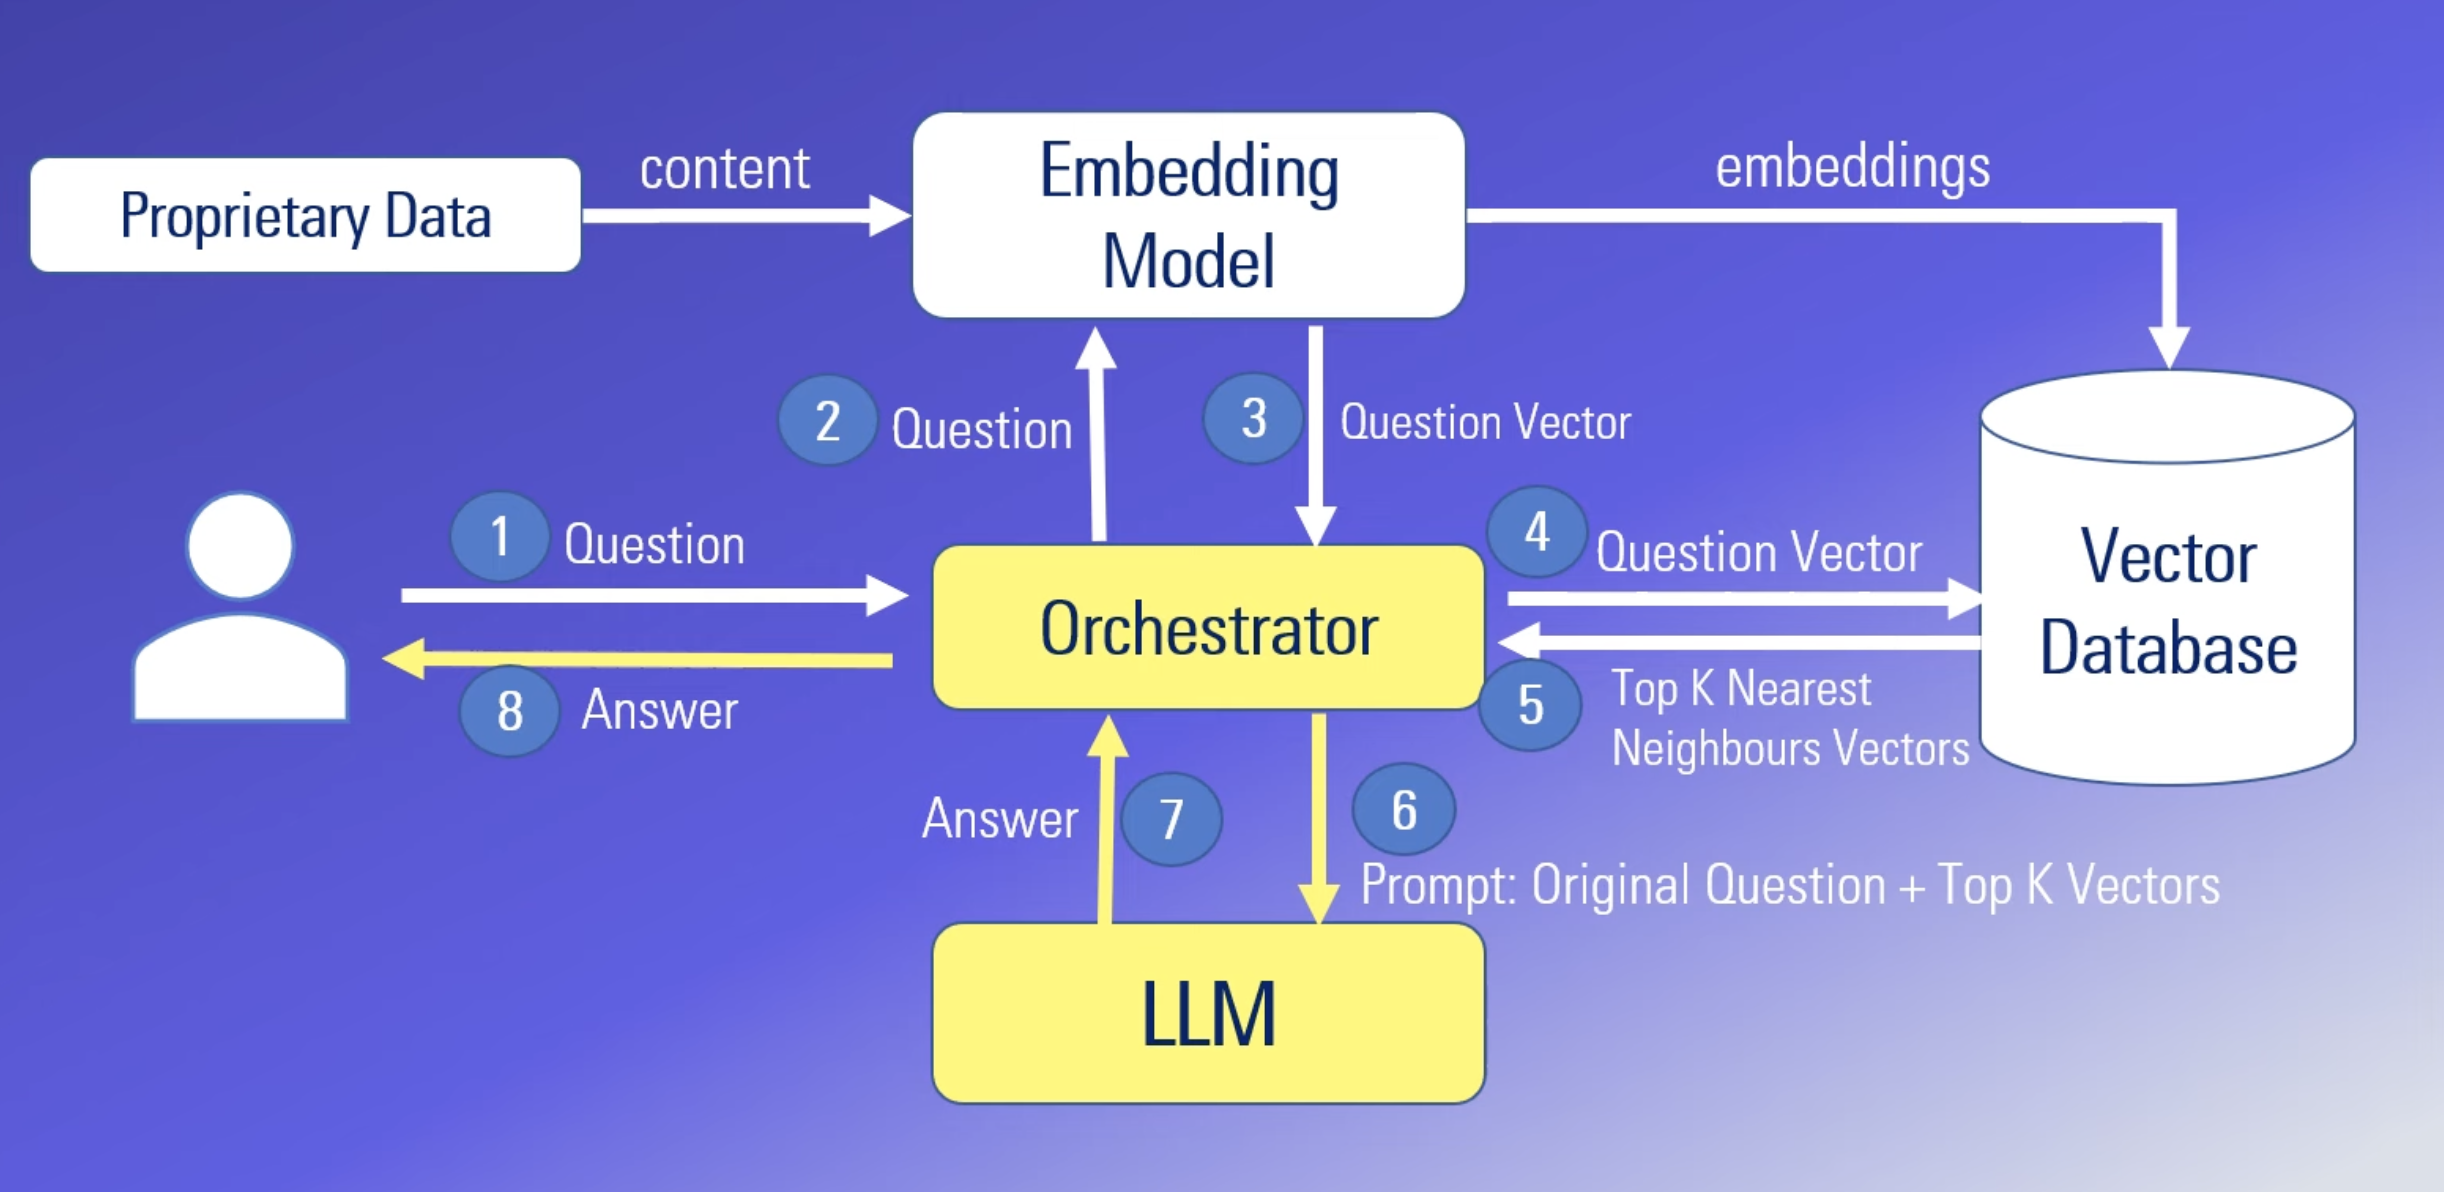 content
Embedding
Model
embeddings
Proprietary Data
2 Question
3 Question Vector
1 Question
4 Question Vector
Orchestrator
Vector
Database
8 Answer
5 Top K Nearest
Neighbours Vectors
Answer 7
6
Prompt: Original Question + Top K Vectors
LLM